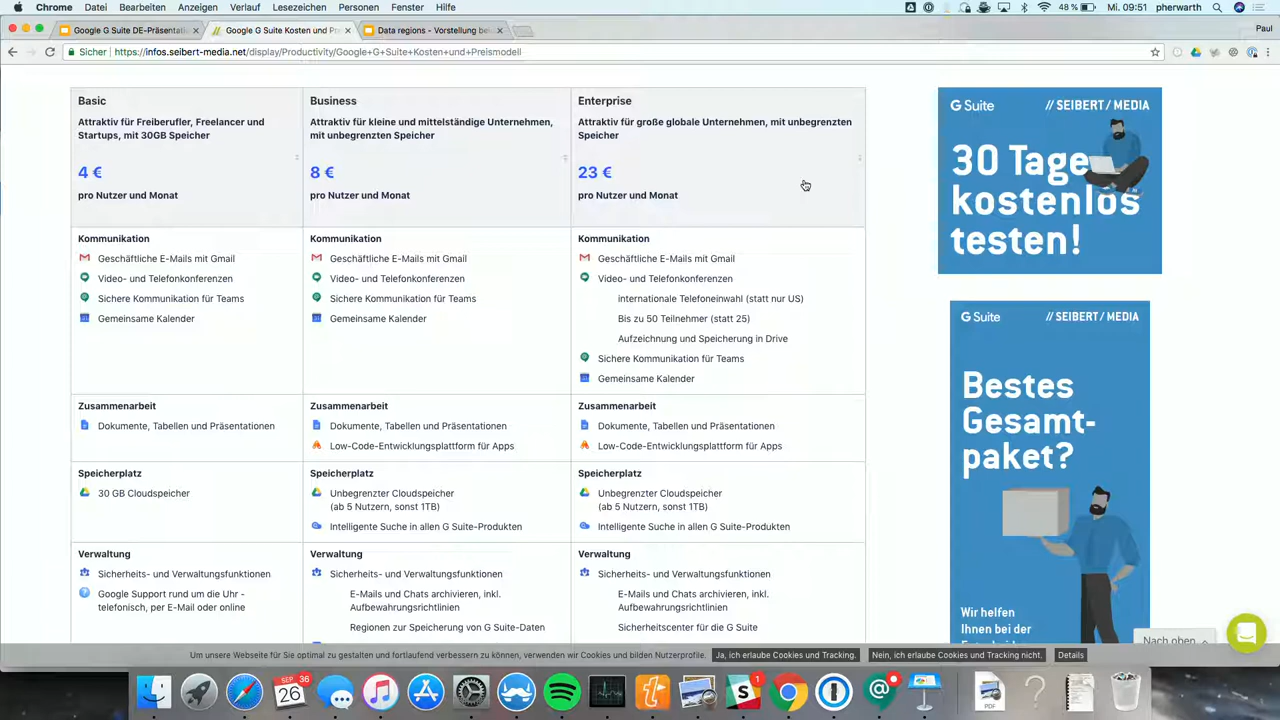 Chrome Datei Bearbeiten Anzeigen Verlauf Lesezeichen Personen Fenster Hilfe 48 % Mi. 09:51 pherwarth
Google G Suite DE-Präsentat Google G Suite Kosten und Pre Data regions - Vorstellung be Paul
Sicher https://infos.seibert-media.net/display/Productivity/Google+G+Suite+Kosten+und+Preismodell
Basic
Attraktiv für Freiberufler, Freelancer und
Startups, mit 30GB Speicher
4 €
pro Nutzer und Monat
Kommunikation
Geschäftliche E-Mails mit Gmail
Video- und Telefonkonferenzen
Sichere Kommunikation für Teams
Gemeinsame Kalender
Zusammenarbeit
Dokumente, Tabellen und Präsentationen
Speicherplatz
30 GB Cloudspeicher
Verwaltung
Sicherheits- und Verwaltungsfunktionen
Google Support rund um die Uhr -
telefonisch, per E-Mail oder online
Business
Attraktiv für kleine und mittelständige Unternehmen,
mit unbegrenzten Speicher
8 €
pro Nutzer und Monat
Kommunikation
Geschäftliche E-Mails mit Gmail
Video- und Telefonkonferenzen
Sichere Kommunikation für Teams
Gemeinsame Kalender
Zusammenarbeit
Dokumente, Tabellen und Präsentationen
Low-Code-Entwicklungsplattform für Apps
Speicherplatz
Unbegrenzter Cloudspeicher
(ab 5 Nutzern, sonst 1TB)
Intelligente Suche in allen G Suite-Produkten
Verwaltung
Sicherheits- und Verwaltungsfunktionen
E-Mails und Chats archivieren, inkl.
Aufbewahrungsrichtlinien
Regionen zur Speicherung von G Suite-Daten
Enterprise
Attraktiv für große globale Unternehmen, mit unbegrenzten
Speicher
23 €
pro Nutzer und Monat
Kommunikation
Geschäftliche E-Mails mit Gmail
Video- und Telefonkonferenzen
internationale Telefoneinwahl (statt nur US)
Bis zu 50 Teilnehmer (statt 25)
Aufzeichnung und Speicherung in Drive
Sichere Kommunikation für Teams
Gemeinsame Kalender
Zusammenarbeit
Dokumente, Tabellen und Präsentationen
Low-Code-Entwicklungsplattform für Apps
Speicherplatz
Unbegrenzter Cloudspeicher
(ab 5 Nutzern, sonst 1TB)
Intelligente Suche in allen G Suite-Produkten
Verwaltung
Sicherheits- und Verwaltungsfunktionen
E-Mails und Chats archivieren, inkl.
Aufbewahrungsrichtlinien
Sicherheitscenter für die G Suite
G Suite // SEIBERT / MEDIA
30 Tage
kostenlos
testen!
G Suite // SEIBERT / MEDIA
Bestes
Gesamt-
paket?
Wir helfen
Ihnen bei der
Nach oben
Um unsere Webseite für Sie optimal zu gestalten und fortlaufend verbessern zu können, verwenden wir Cookies und bilden Nutzerprofile. Ja, ich erlaube Cookies und Tracking. Nein, ich erlaube Cookies und Tracking nicht. Details
SEP. 36
26
1
PDF